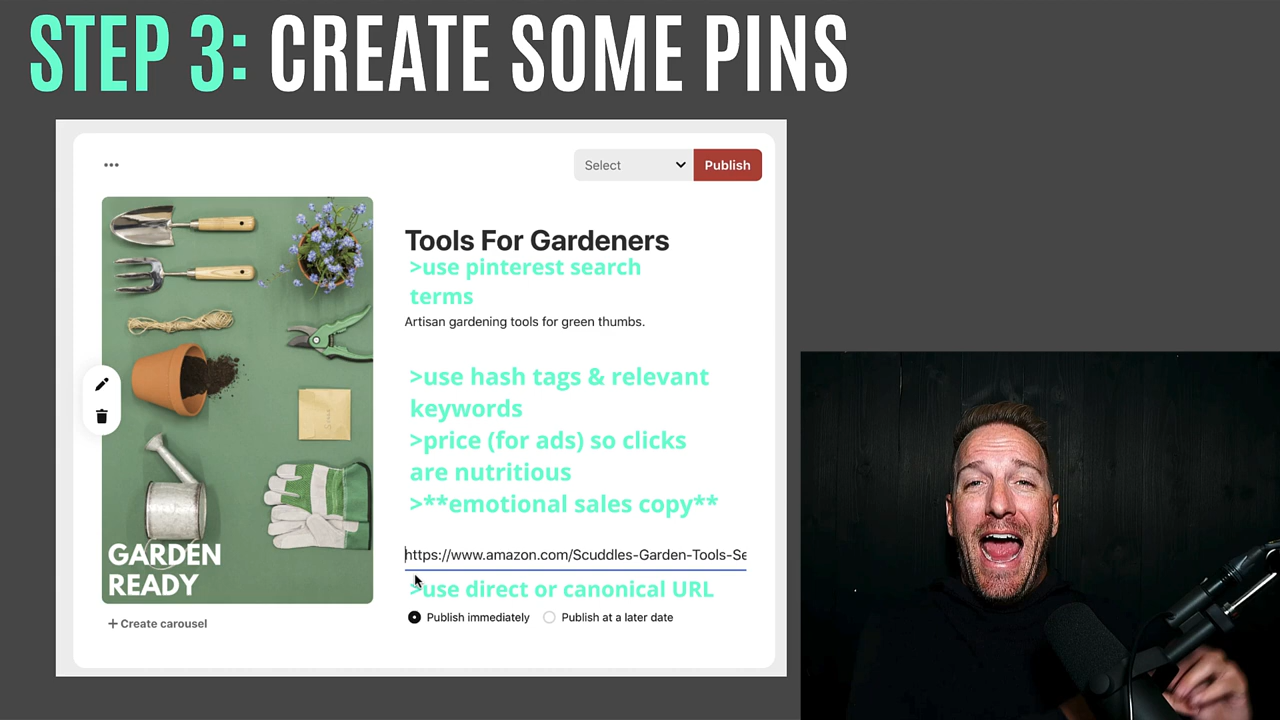 STEP 3: CREATE SOME PINS
Select
Publish
Tools For Gardeners
>use pinterest search
terms
Artisan gardening tools for green thumbs.
>use hash tags & relevant
keywords
>price (for ads) so clicks
are nutritious
>**emotional sales copy**
GARDEN
READY
https://www.amazon.com/Scuddles-Garden-Tools-Se
>use direct or canonical URL
Publish immediately
Publish at a later date
+ Create carousel